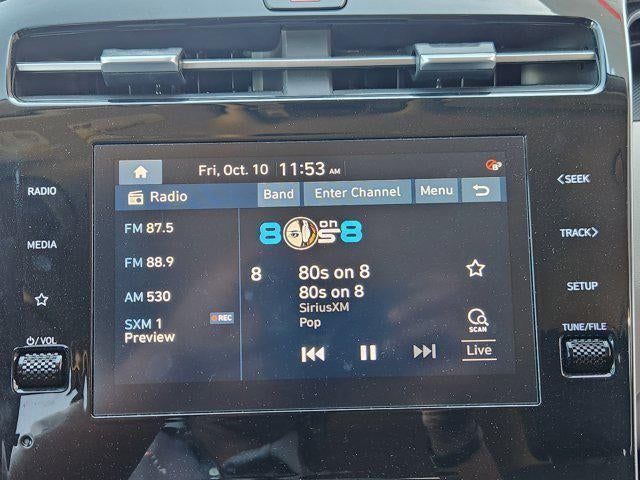 Fri, Oct. 10 11:53 AM
RADIO
MEDIA
⏻/VOL
Radio Band Enter Channel Menu
FM 87.5
FM 88.9
AM 530
SXM 1 REC
Preview
80s on 8
8 80s on 8
80s on 8
SiriusXM
Pop
SCAN
Live
<SEEK
TRACK>
SETUP
TUNE/FILE